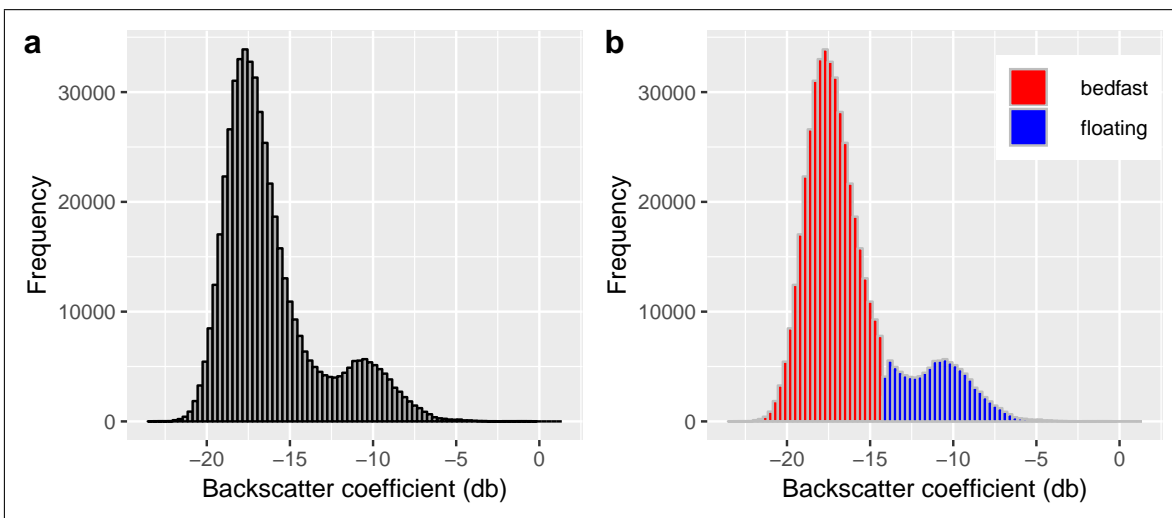 a
Frequency
30000
20000
10000
0
−20 −15 −10 −5 0
Backscatter coefficient (db)
b
Frequency
30000
20000
10000
0
−20 −15 −10 −5 0
Backscatter coefficient (db)
bedfast
floating